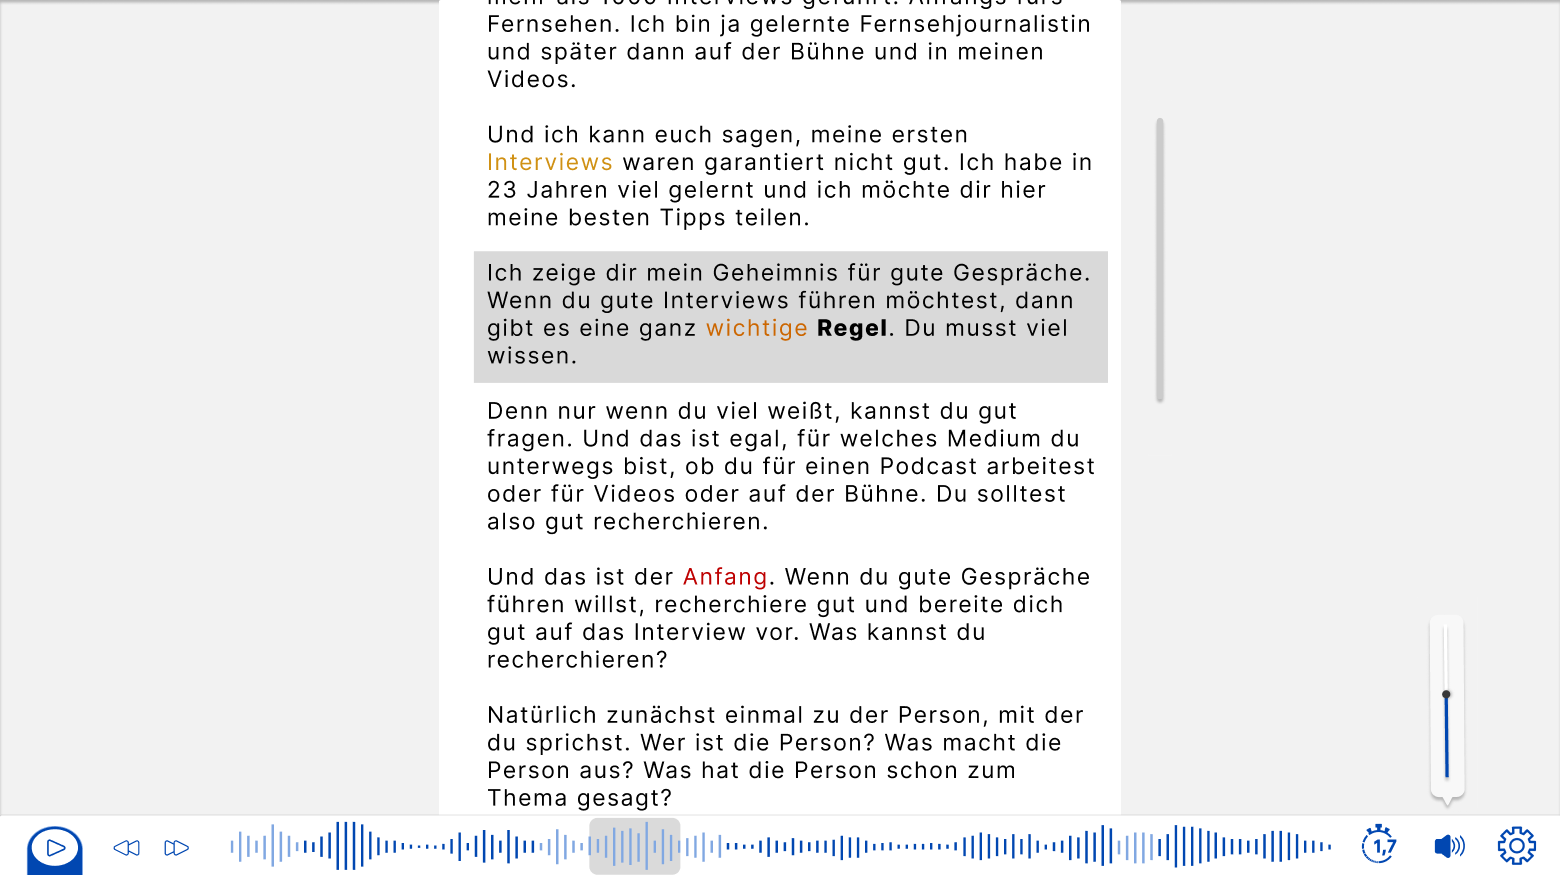 mehr als 1000 Interviews geführt. Anfangs fürs
Fernsehen. Ich bin ja gelernte Fernsehjournalistin
und später dann auf der Bühne und in meinen
Videos.
Und ich kann euch sagen, meine ersten
Interviews waren garantiert nicht gut. Ich habe in
23 Jahren viel gelernt und ich möchte dir hier
meine besten Tipps teilen.
Ich zeige dir mein Geheimnis für gute Gespräche.
Wenn du gute Interviews führen möchtest, dann
gibt es eine ganz wichtige Regel. Du musst viel
wissen.
Denn nur wenn du viel weißt, kannst du gut
fragen. Und das ist egal, für welches Medium du
unterwegs bist, ob du für einen Podcast arbeitest
oder für Videos oder auf der Bühne. Du solltest
also gut recherchieren.
Und das ist der Anfang. Wenn du gute Gespräche
führen willst, recherchiere gut und bereite dich
gut auf das Interview vor. Was kannst du
recherchieren?
Natürlich zunächst einmal zu der Person, mit der
du sprichst. Wer ist die Person? Was macht die
Person aus? Was hat die Person schon zum
Thema gesagt?
1,7